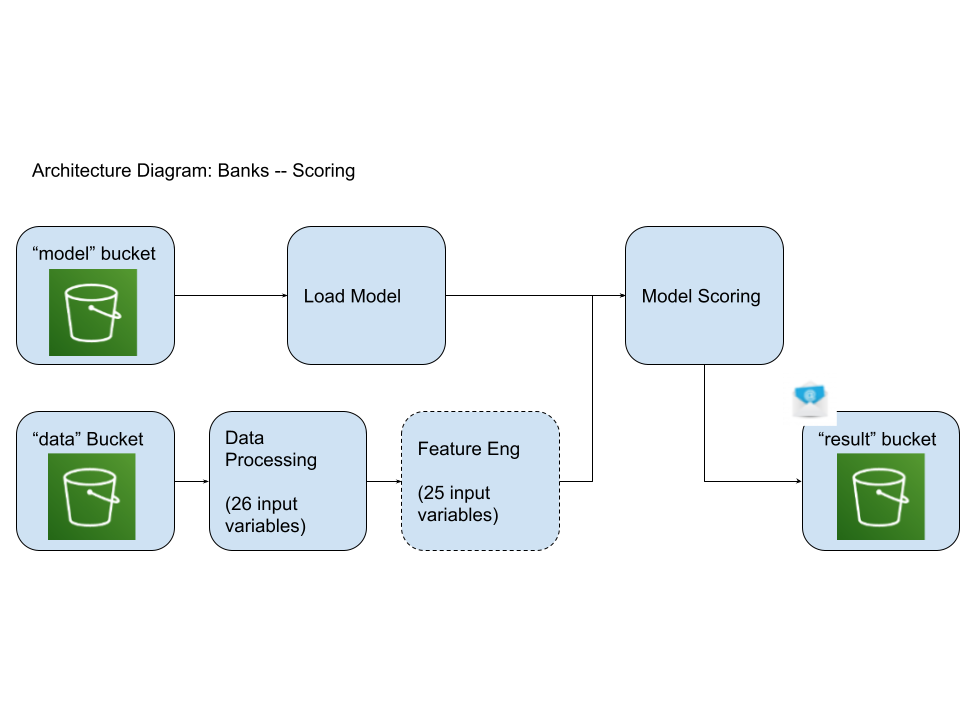 Architecture Diagram: Banks -- Scoring
“model” bucket
Load Model
Model Scoring
“data” Bucket
Data
Processing
(26 input
variables)
Feature Eng
(25 input
variables)
@
“result” bucket